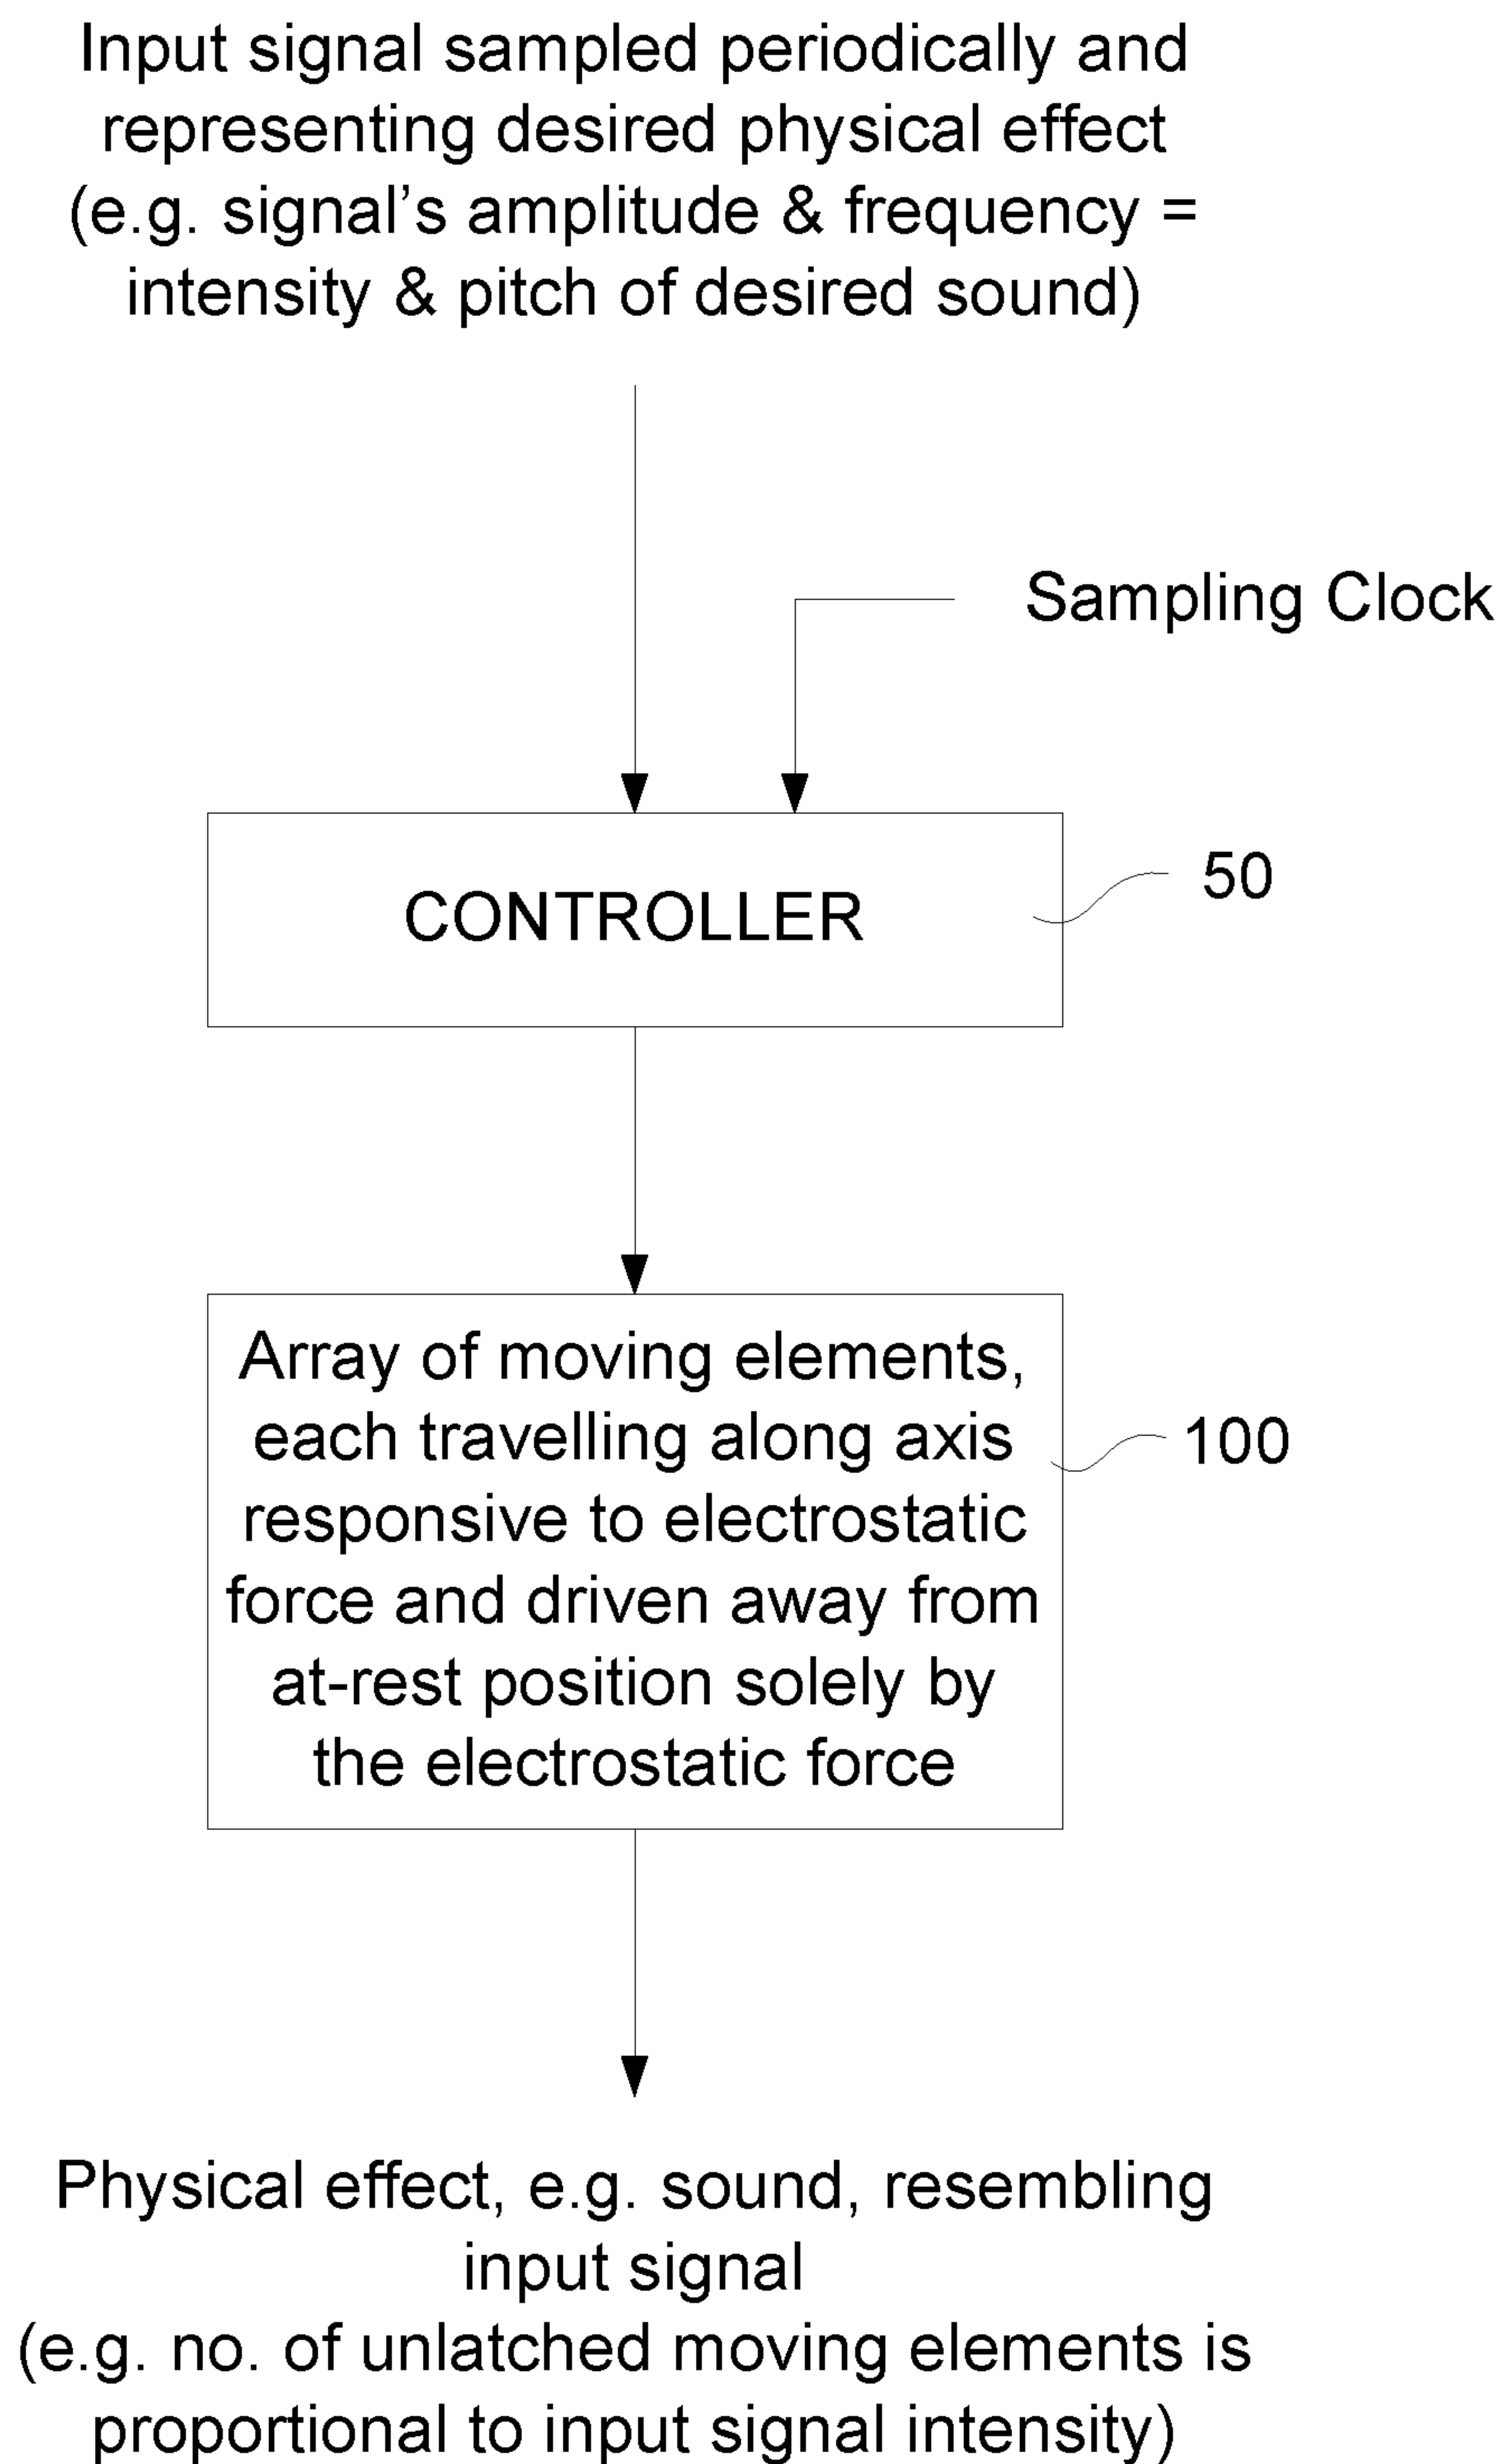 Input signal sampled periodically and
representing desired physical effect
(e.g. signal's amplitude & frequency =
intensity & pitch of desired sound)
Sampling Clock
CONTROLLER
50
Array of moving elements,
each travelling along axis
responsive to electrostatic
force and driven away from
at-rest position solely by
the electrostatic force
100
Physical effect, e.g. sound, resembling
input signal
(e.g. no. of unlatched moving elements is
proportional to input signal intensity)